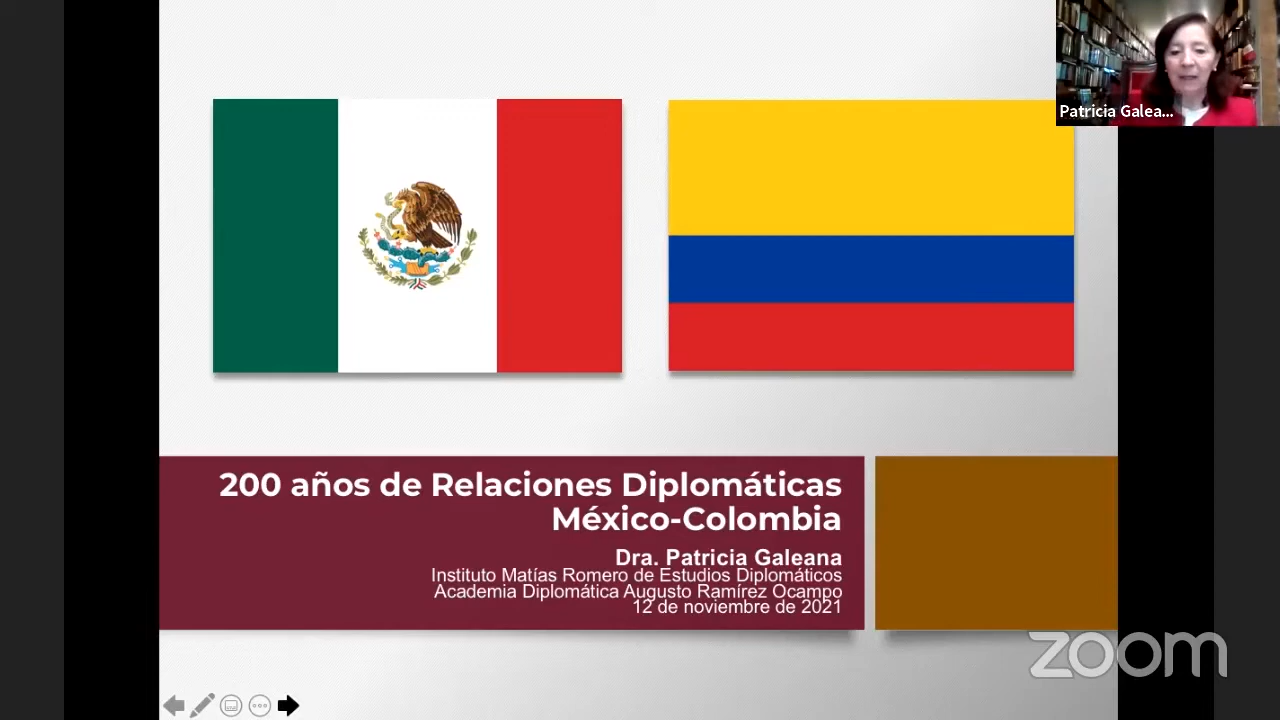 Patricia Galea...
200 años de Relaciones Diplomáticas
México-Colombia
Dra. Patricia Galeana
Instituto Matías Romero de Estudios Diplomáticos
Academia Diplomática Augusto Ramírez Ocampo
12 de noviembre de 2021
zoom